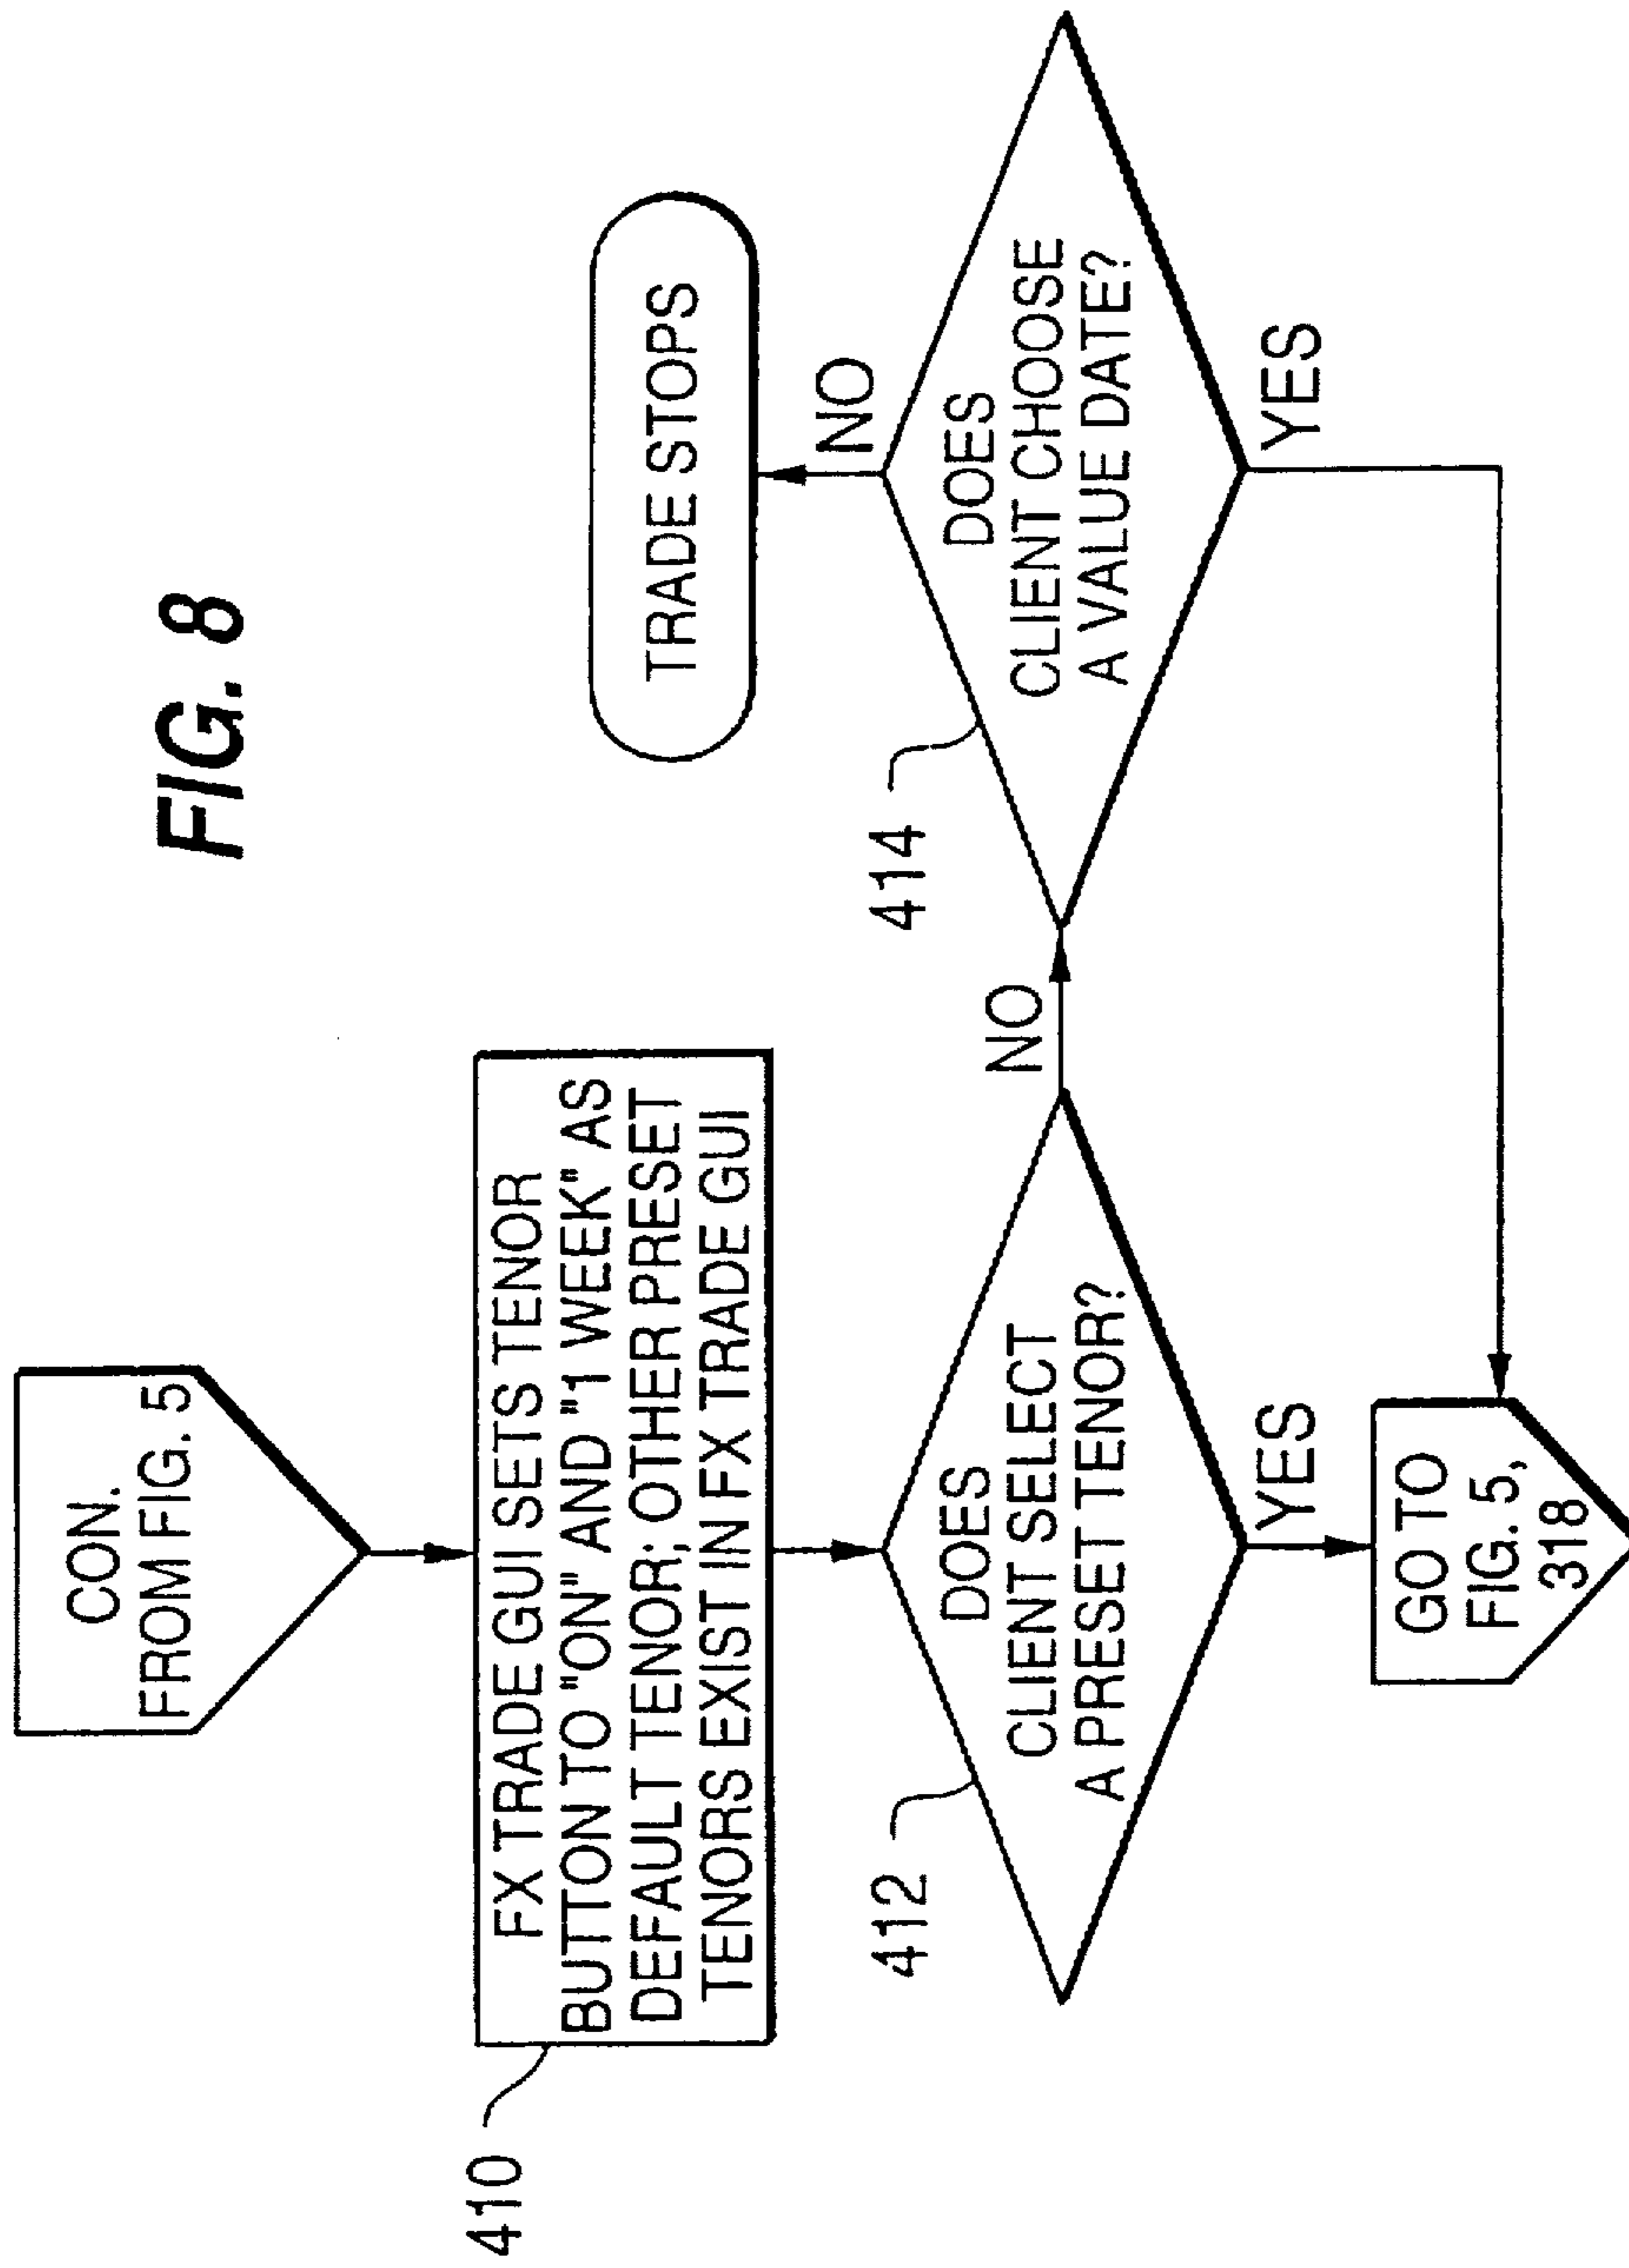 FIG. 8
CON.
FROM FIG. 5
410
FX TRADE GUI SETS TENOR
BUTTON TO "ON" AND "1 WEEK" AS
DEFAULT TENOR; OTHER PRESET
TENORS EXIST IN FX TRADE GUI
412
DOES
CLIENT SELECT
A PRESET TENOR?
NO
YES
414
DOES
CLIENT CHOOSE
A VALUE DATE?
NO
TRADE STOPS
YES
GO TO
FIG. 5,
318